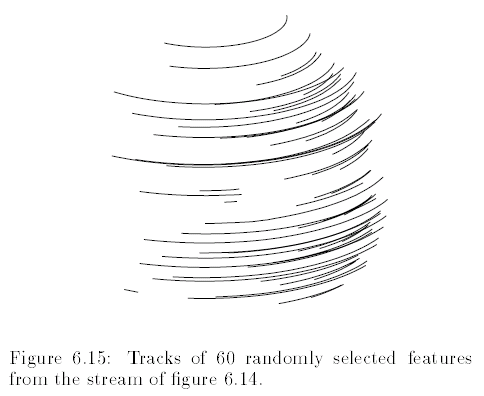 Figure 6.15: Tracks of 60 randomly selected features
from the stream of figure 6.14.